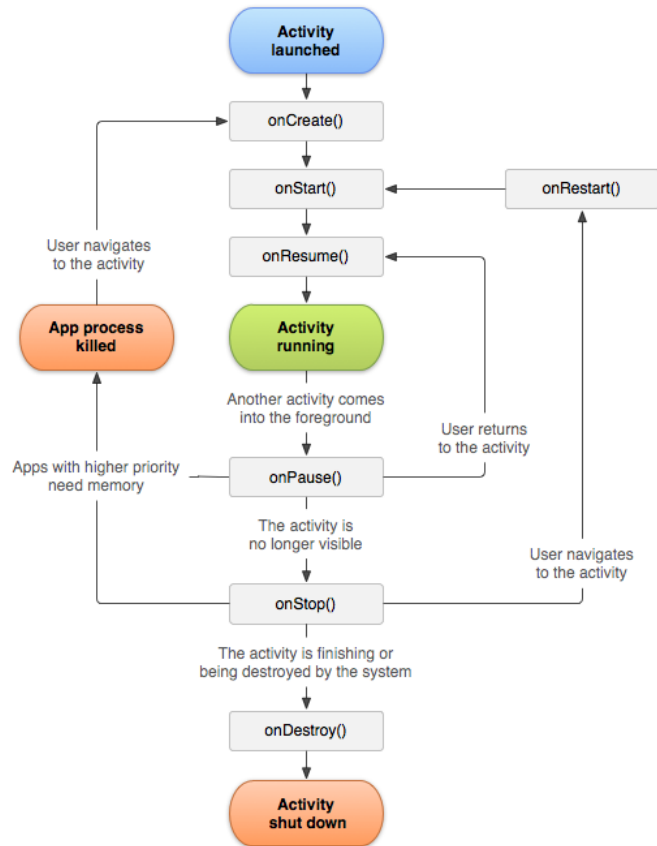 Activity
launched
onCreate()
onStart()
onRestart()
User navigates
to the activity
onResume()
App process
killed
Activity
running
Another activity comes
into the foreground
User returns
to the activity
Apps with higher priority
need memory
onPause()
The activity is
no longer visible
User navigates
to the activity
onStop()
The activity is finishing or
being destroyed by the system
onDestroy()
Activity
shut down